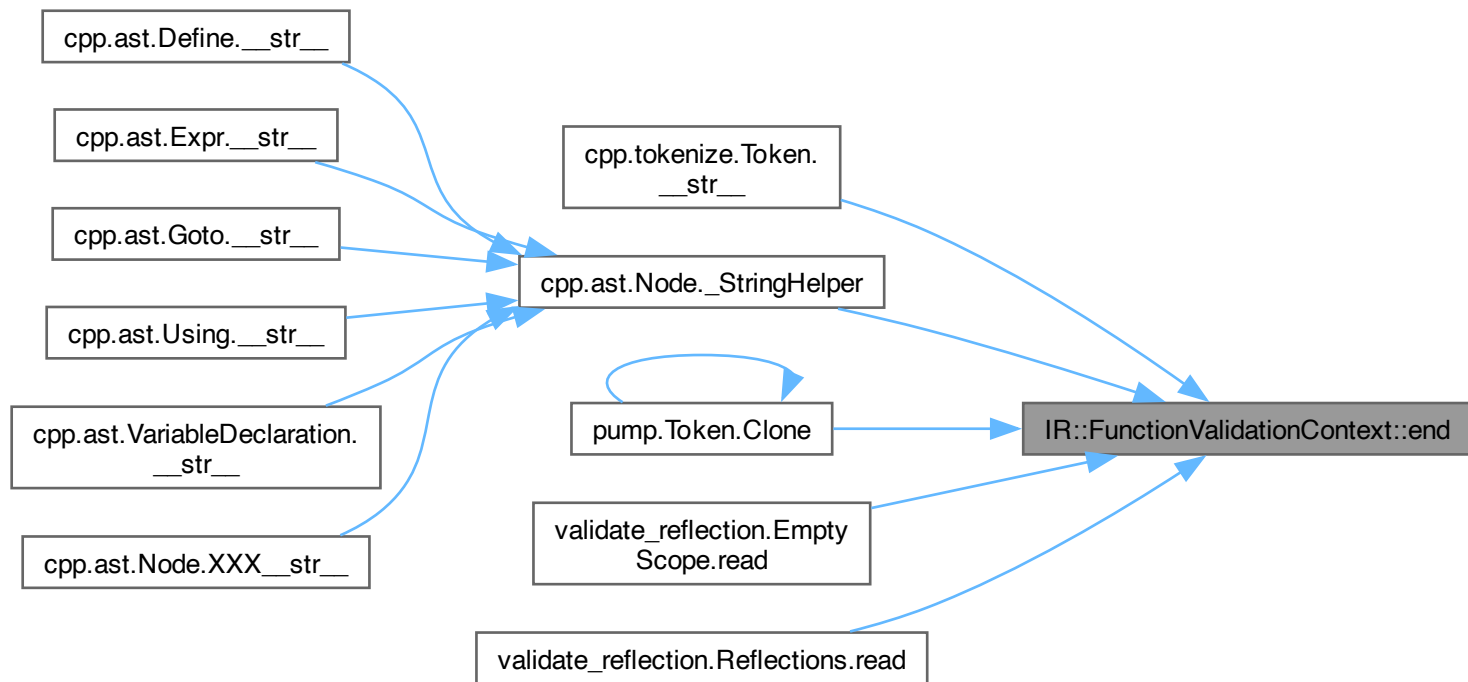 cpp.ast.Define.__str__
cpp.ast.Expr.__str__
cpp.ast.Goto.__str__
cpp.ast.Using.__str__
cpp.ast.VariableDeclaration.
__str__
cpp.ast.Node.XXX__str__
cpp.tokenize.Token.
__str__
cpp.ast.Node._StringHelper
pump.Token.Clone
validate_reflection.Empty
Scope.read
validate_reflection.Reflections.read
IR::FunctionValidationContext::end